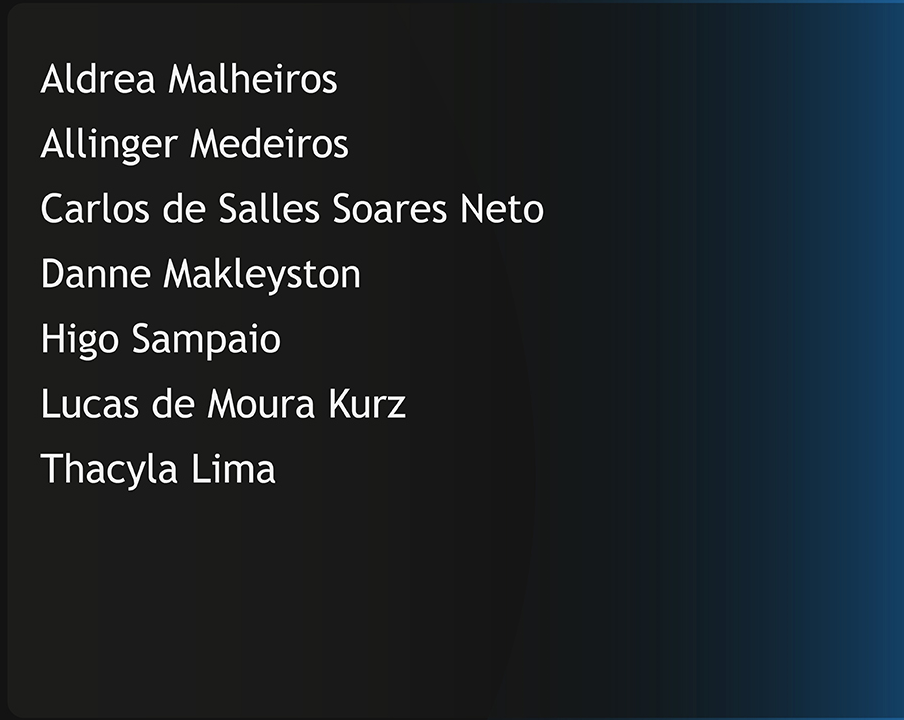 Aldrea Malheiros
Allinger Medeiros
Carlos de Salles Soares Neto
Danne Makleyston
Higo Sampaio
Lucas de Moura Kurz
Thacyla Lima